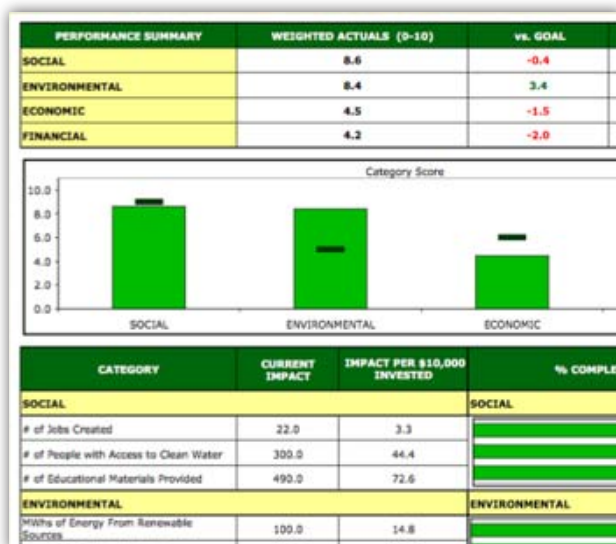 PERFORMANCE SUMMARY WEIGHTED ACTUALS (0-10) vs. GOAL
SOCIAL 8.6 -0.4
ENVIRONMENTAL 8.4 3.4
ECONOMIC 4.5 -1.5
FINANCIAL 4.2 -2.0
Category Score
10.0
8.0
6.0
4.0
2.0
0.0
SOCIAL ENVIRONMENTAL ECONOMIC
CATEGORY CURRENT IMPACT IMPACT PER $10,000 INVESTED % COMPLE
SOCIAL SOCIAL
# of Jobs Created 22.0 3.3
# of People with Access to Clean Water 300.0 44.4
# of Educational Materials Provided 490.0 72.6
ENVIRONMENTAL ENVIRONMENTAL
MWhs of Energy From Renewable
Sources 100.0 14.8